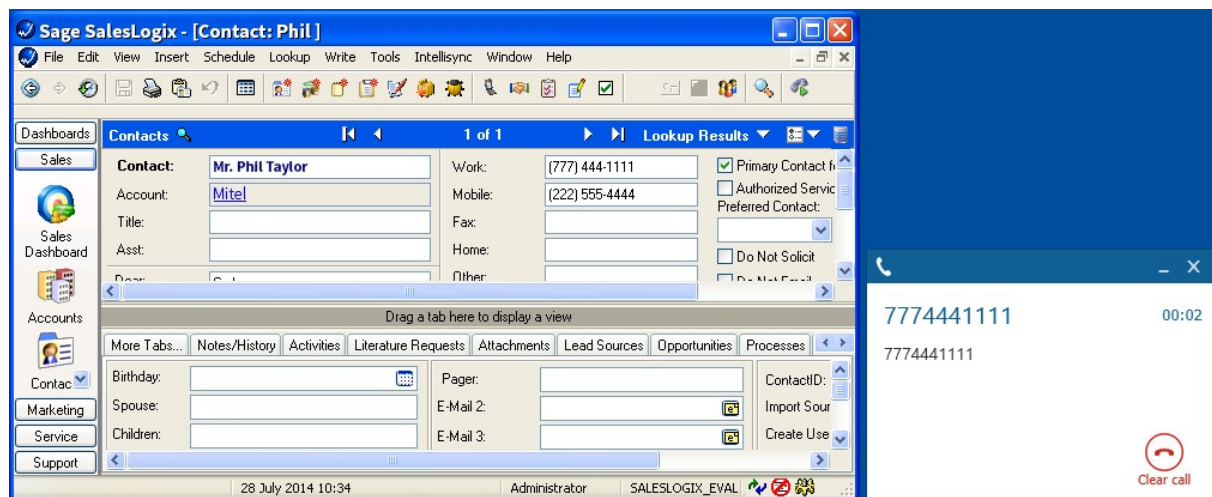 Sage SalesLogix - [Contact: Phil ]
File Edit View Insert Schedule Lookup Write Tools Intellisync Window Help
Dashboards
Sales
Sales
Dashboard
Accounts
Contac
Marketing
Service
Support
Contacts 1 of 1 Lookup Results
Contact: Mr. Phil Taylor Work: (777) 444-1111 Primary Contact
Account: Mitel Mobile: (222) 555-4444 Authorized Servic
Preferred Contact:
Title: Fax:
Asst: Home: Do Not Solicit
Other
Drag a tab here to display a view
More Tabs... Notes/History Activities Literature Requests Attachments Lead Sources Opportunities Processes
Birthday: Pager: ContactID:
Spouse: E-Mail 2: Import Sour
Children: E-Mail 3: Create Use
28 July 2014 10:34 Administrator SALESLOGIX_EVAL
7774441111 00:02
7774441111
Clear call